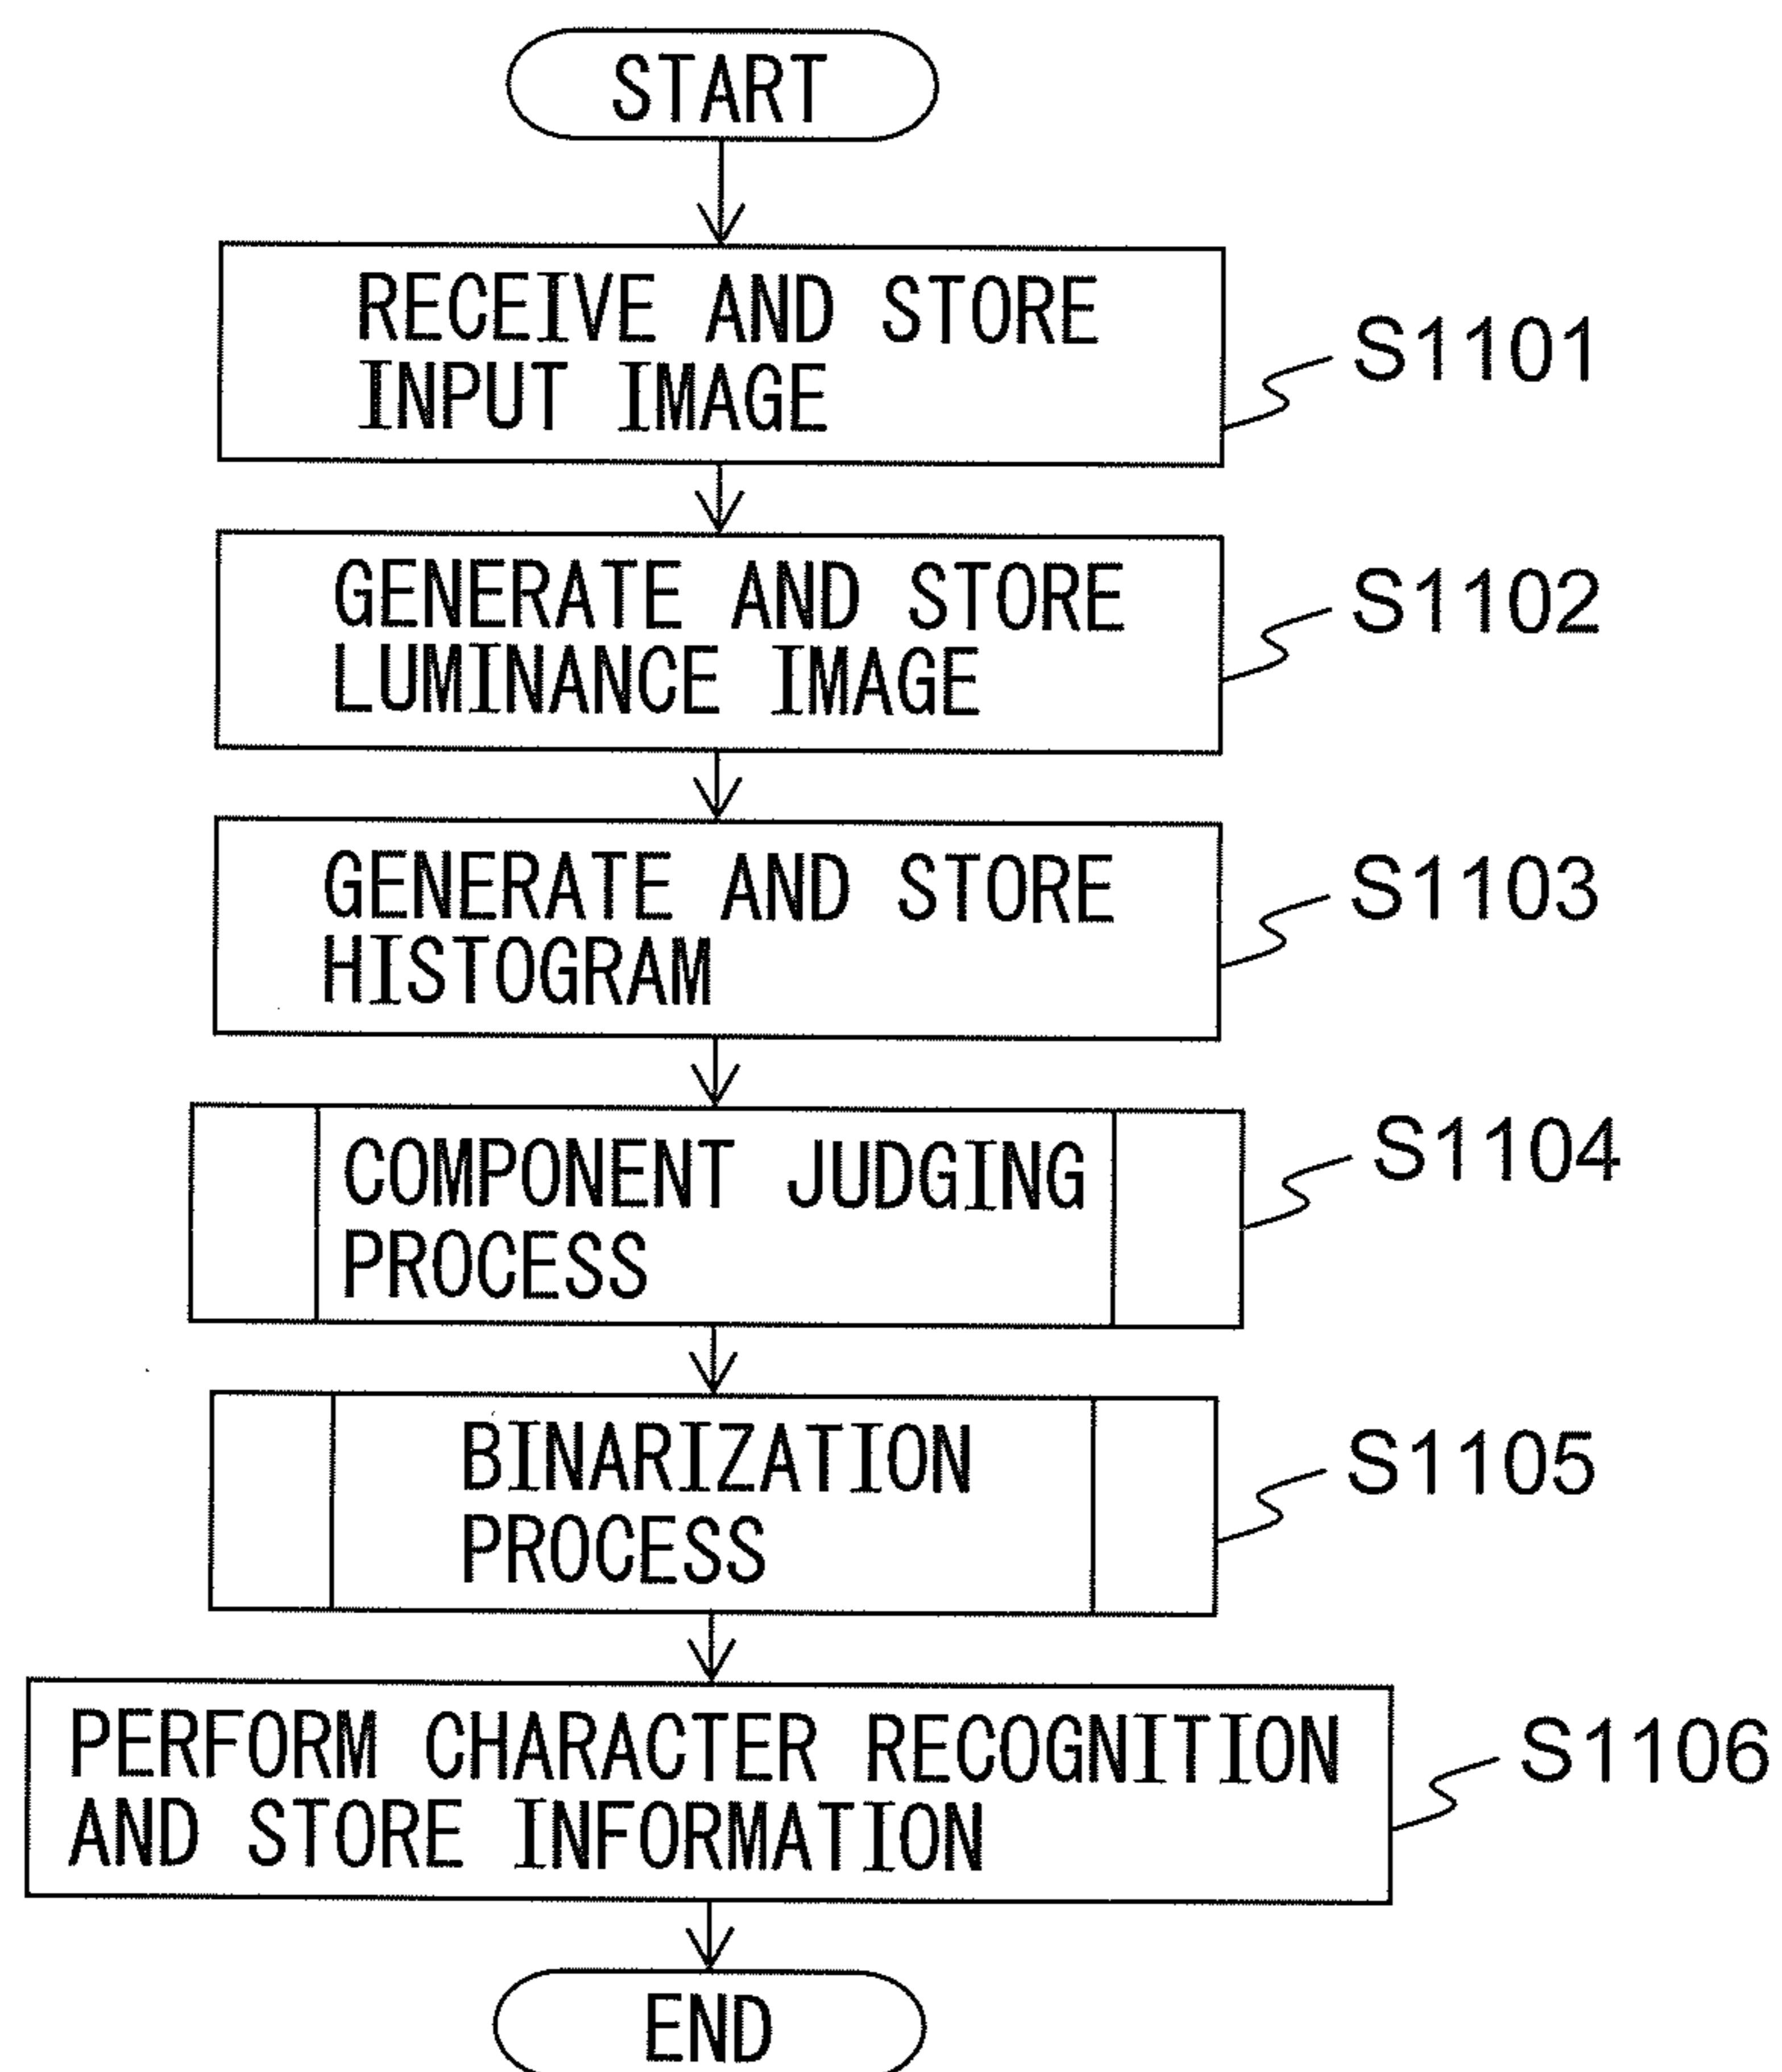 START
RECEIVE AND STORE
INPUT IMAGE
S1101
GENERATE AND STORE
LUMINANCE IMAGE
S1102
GENERATE AND STORE
HISTOGRAM
S1103
COMPONENT JUDGING
PROCESS
S1104
BINARIZATION
PROCESS
S1105
PERFORM CHARACTER RECOGNITION
AND STORE INFORMATION
S1106
END